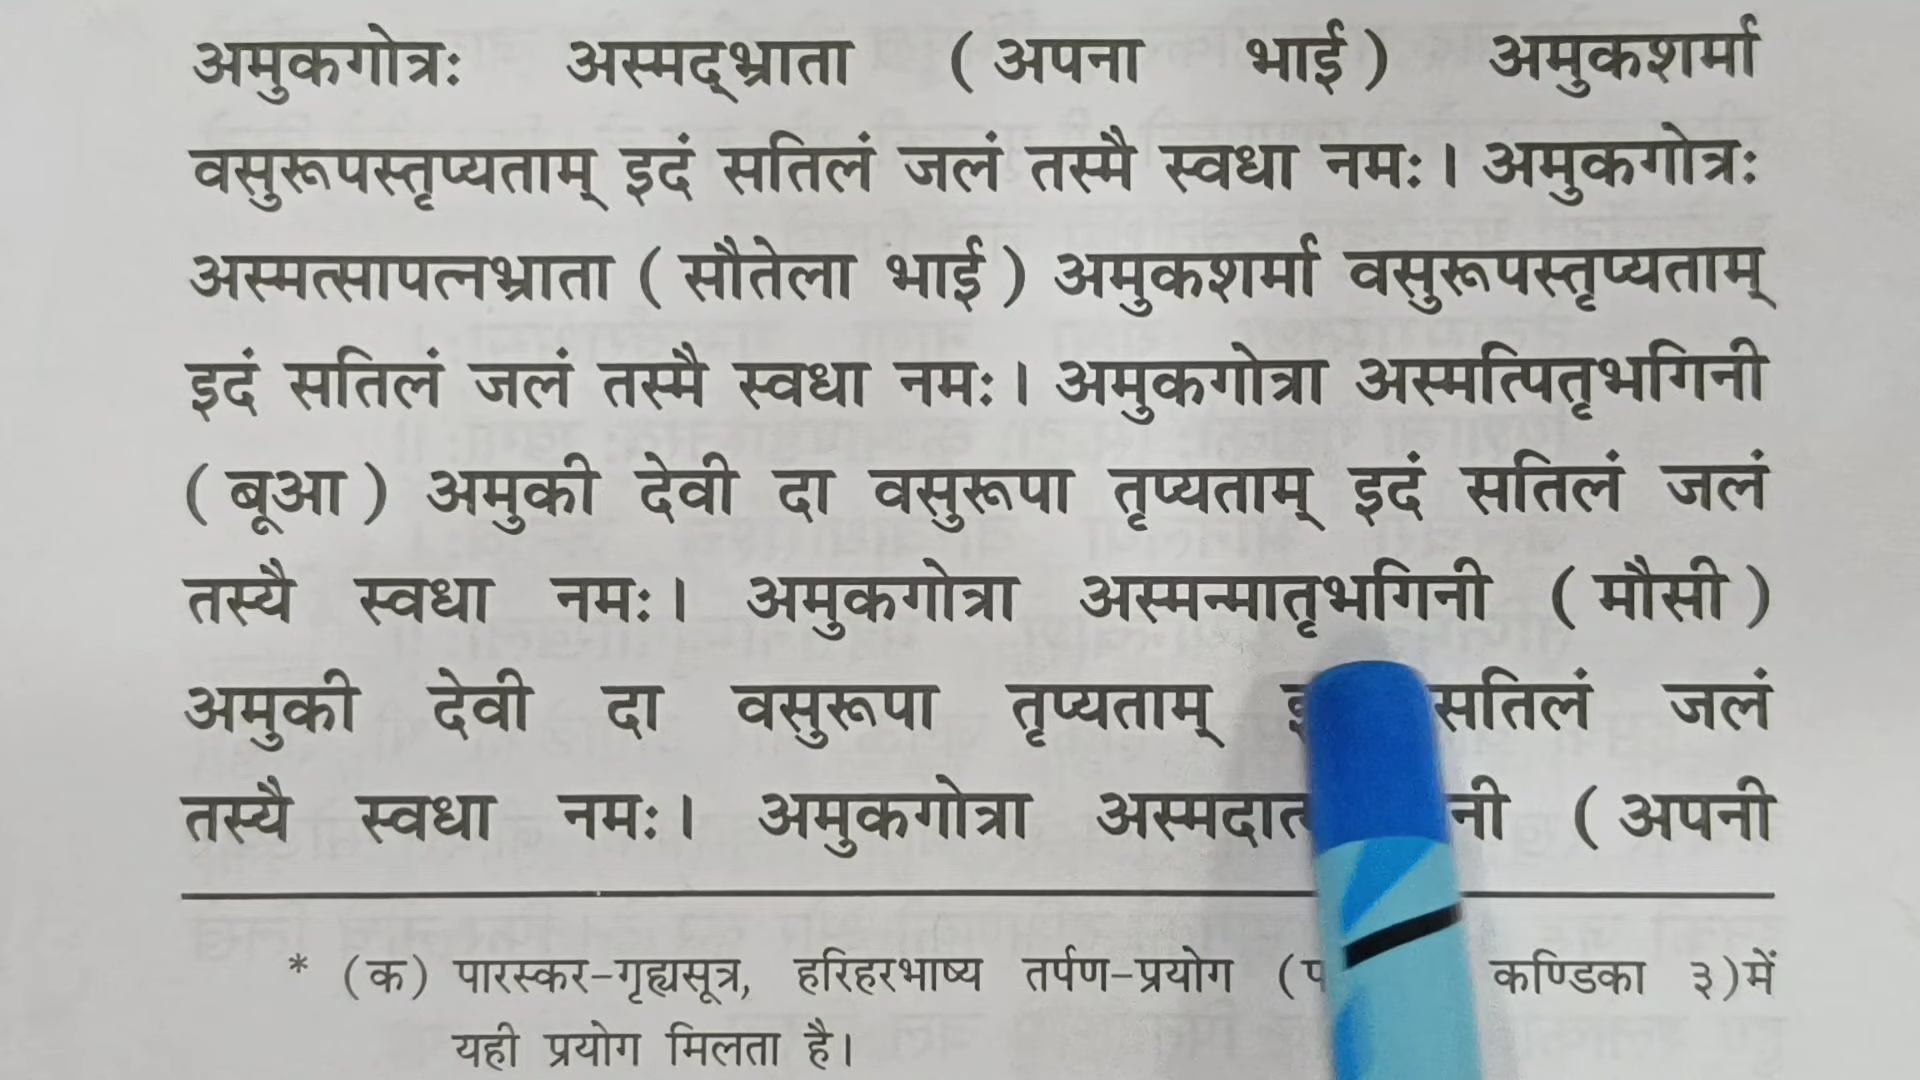 अमुकगोत्रः अस्मद्भ्राता (अपना भाई) अमुकशर्मा
वसुरूपस्तृप्यताम् इदं सतिलं जलं तस्मै स्वधा नमः। अमुकगोत्रः
अस्मत्सापत्नभ्राता (सौतेला भाई) अमुकशर्मा वसुरूपस्तृप्यताम्
इदं सतिलं जलं तस्मै स्वधा नमः। अमुकगोत्रा अस्मत्पितृभगिनी
(बूआ) अमुकी देवी दा वसुरूपा तृप्यताम् इदं सतिलं जलं
तस्यै स्वधा नमः। अमुकगोत्रा अस्मन्मातृभगिनी (मौसी)
अमुकी देवी दा वसुरूपा तृप्यताम् सतिलं जलं
तस्यै स्वधा नमः। अमुकगोत्रा (अपनी
* (क) पारस्कर-गृह्यसूत्र, हरिहरभाष्य तर्पण-प्रयोग कण्डिका ३)में
यही प्रयोग मिलता है।